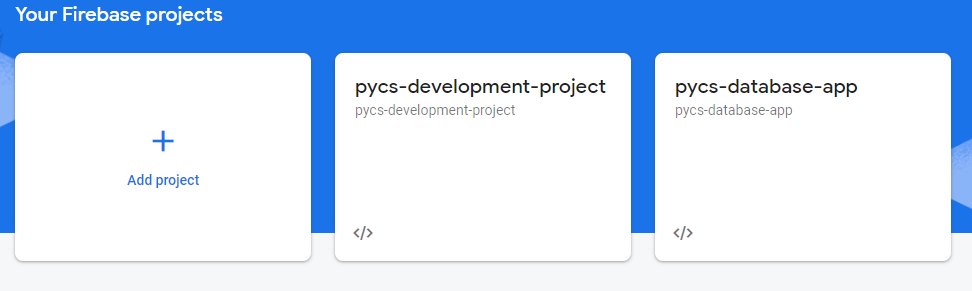 Your Firebase projects
+
Add project
pycs-development-project
pycs-development-project
</>
pycs-database-app
pycs-database-app
</>